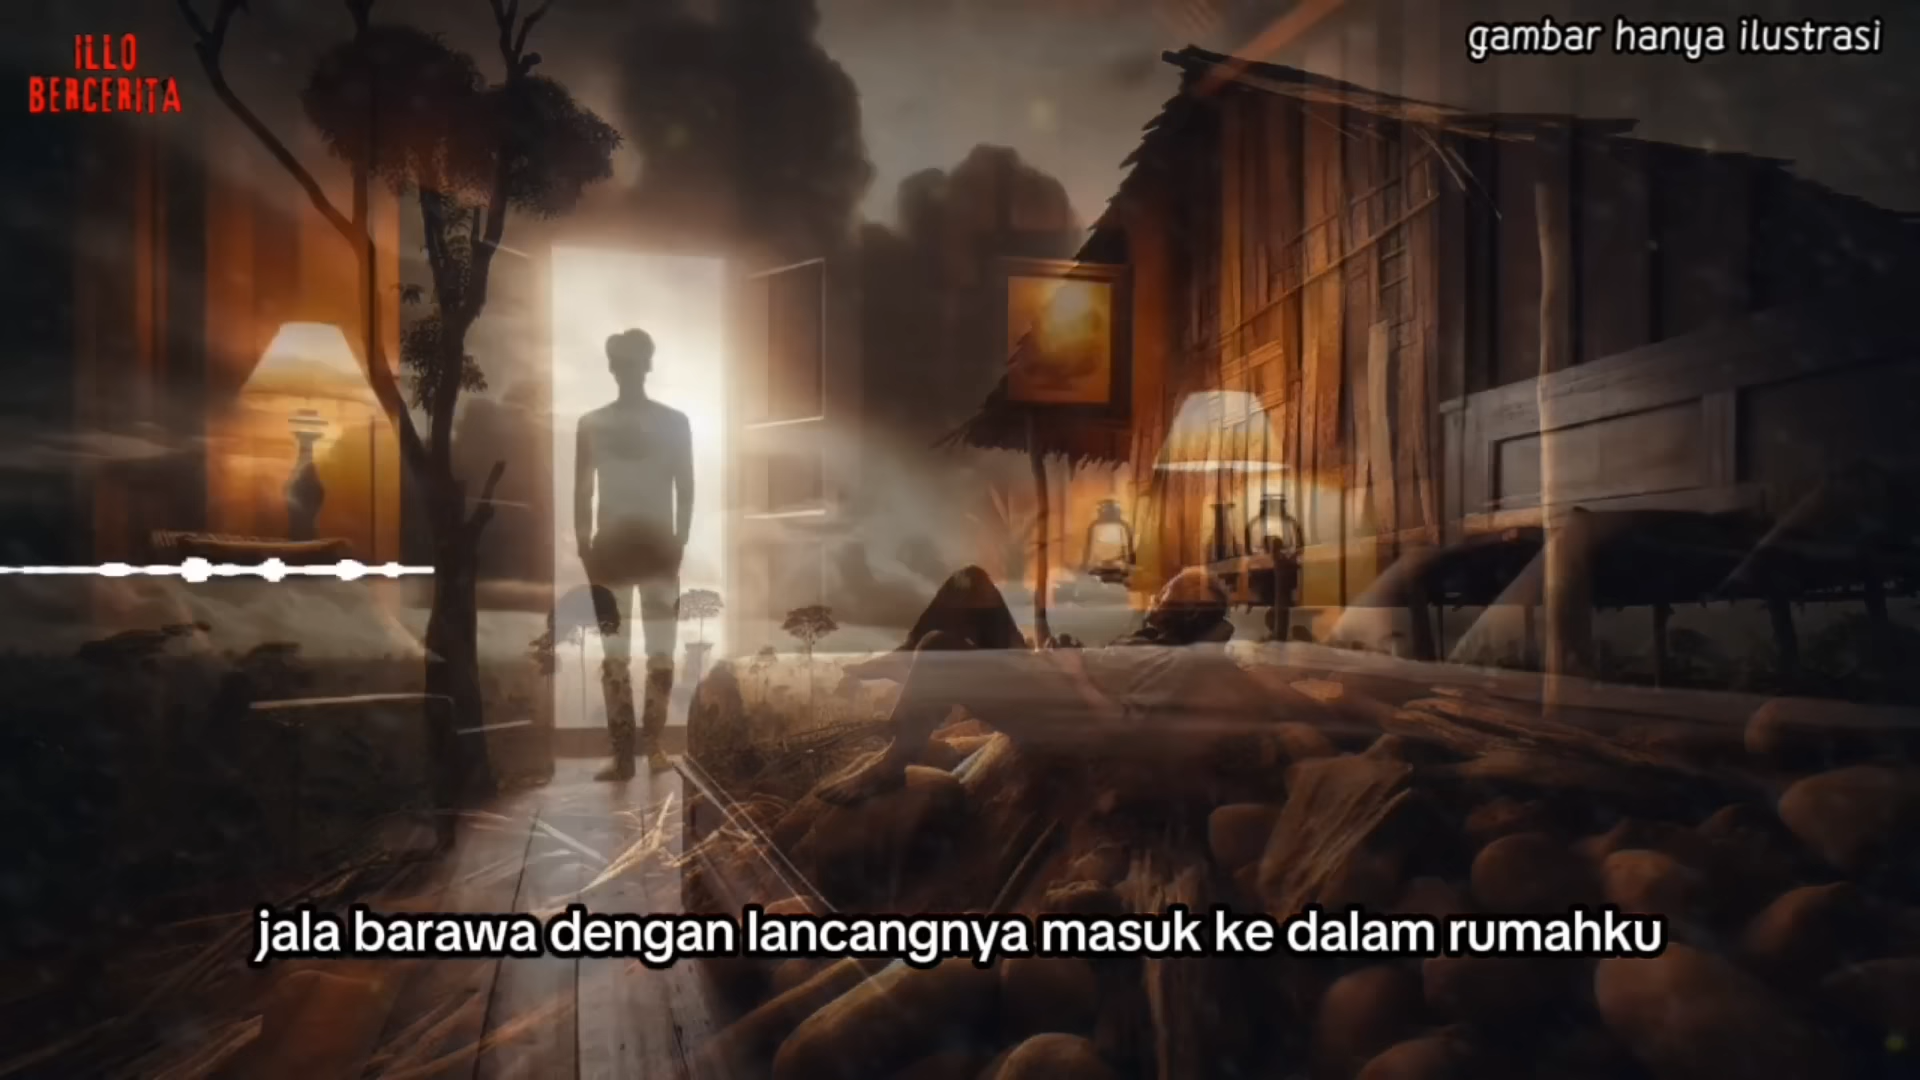 ILLO
BERCERITA
gambar hanya ilustrasi
jala barawa dengan lancangnya masuk ke dalam rumahku